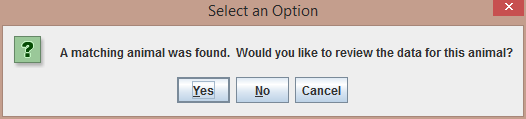 Select an Option
A matching animal was found.  Would you like to review the data for this animal?
Yes No Cancel